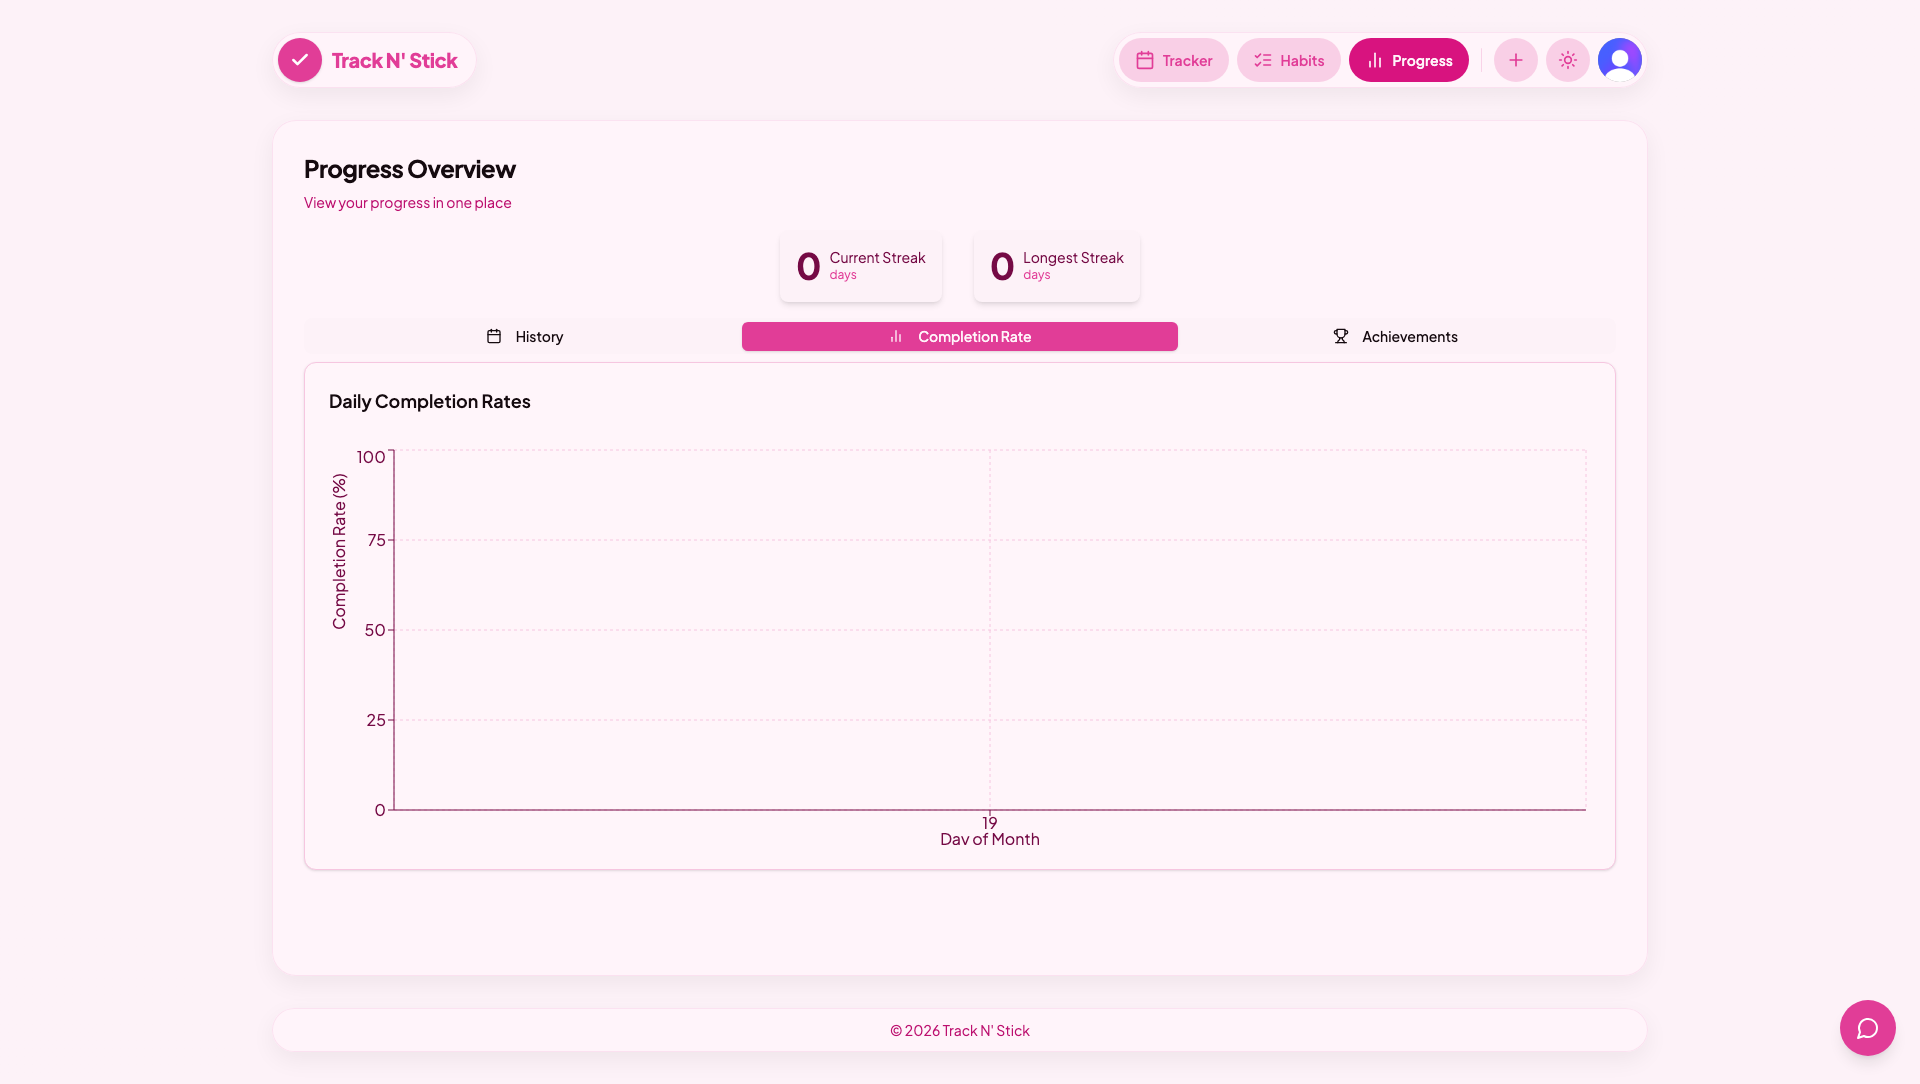 Track N' Stick
Tracker
Habits
Progress
Progress Overview
View your progress in one place
0 Current Streak
days
0 Longest Streak
days
History
Completion Rate
Achievements
Daily Completion Rates
Completion Rate (%)
100
75
50
25
0
19
Day of Month
© 2026 Track N' Stick